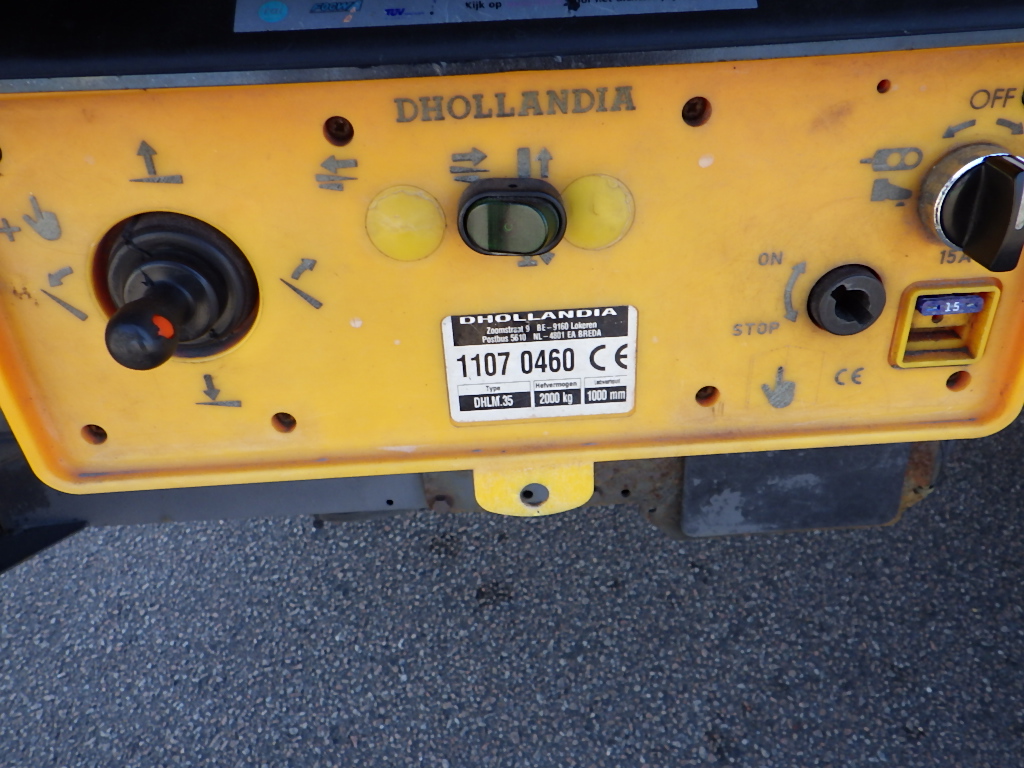 TÜV
Kijk op
DHOLLANDIA
OFF
15A
ON
STOP
15
CE
DHOLLANDIA
Zoomstraat 9 BE-9160 Lokeren
Postbus 5610 NL-4801 EA BREDA
1107 0460 CE
Type Hefvermogen
DHLM.35 2000 kg 1000 mm